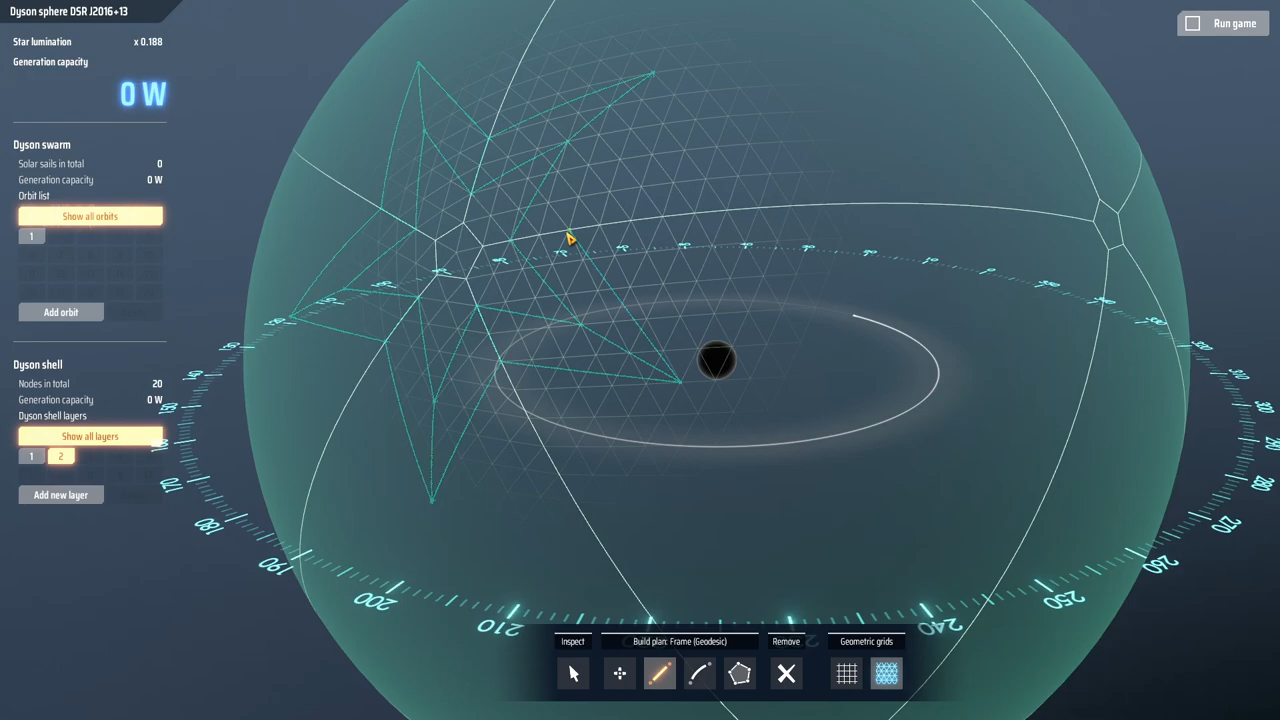 Dyson sphere DSR J2016+13
Run game
Star lumination x 0.188
Generation capacity
0 W
Dyson swarm
Solar sails in total 0
Generation capacity 0 W
Orbit list
Show all orbits
1
Add orbit
Dyson shell
Nodes in total 20
Generation capacity 0 W
Dyson shell layers
Show all layers
1 2
Add new layer
170
180
190
200
210
240
250
260
270
Inspect
Build plan: Frame (Geodesic)
Remove
Geometric grids